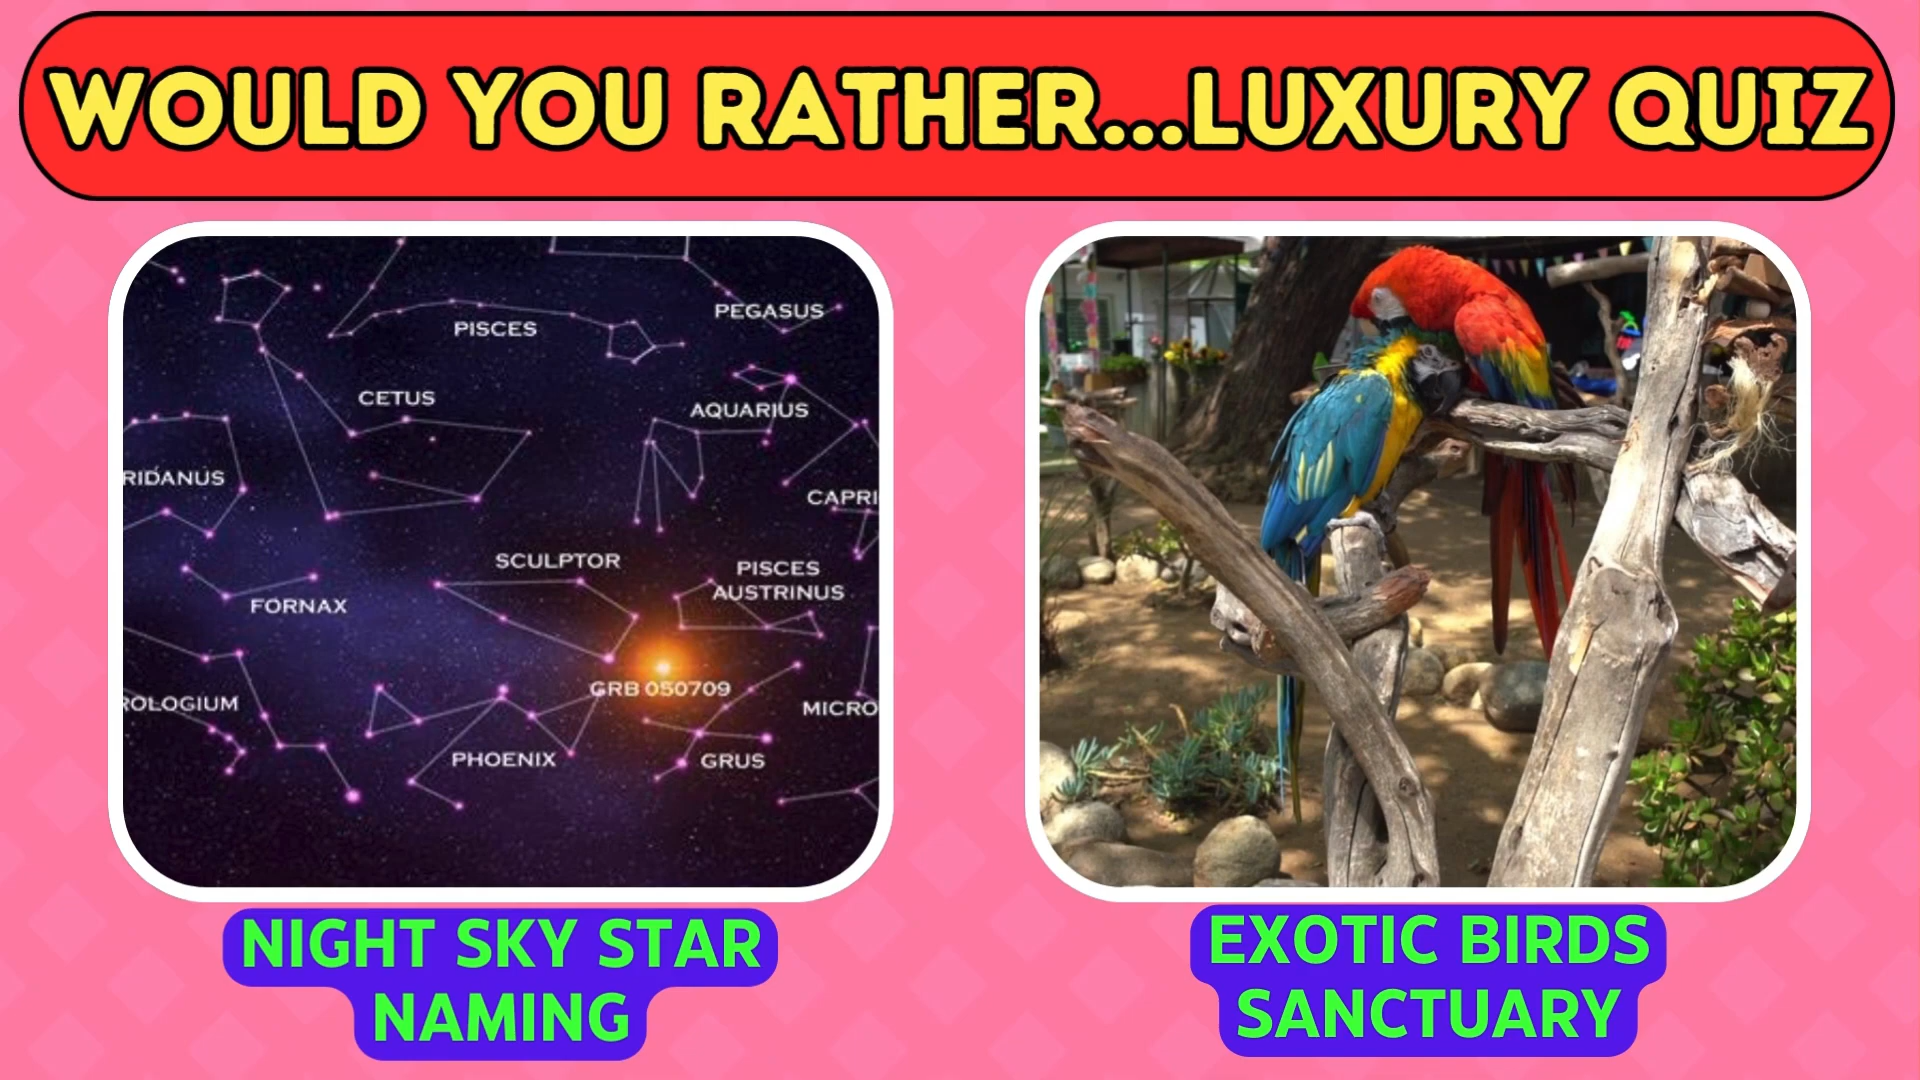 WOULD YOU RATHER...LUXURY QUIZ
PEGASUS
PISCES
CETUS
AQUARIUS
RIDANUS
CAPRI
SCULPTOR
PISCES
AUSTRINUS
FORNAX
GRB 050709
ROLOGIUM
MICRO
PHOENIX
GRUS
NIGHT SKY STAR
NAMING
EXOTIC BIRDS
SANCTUARY